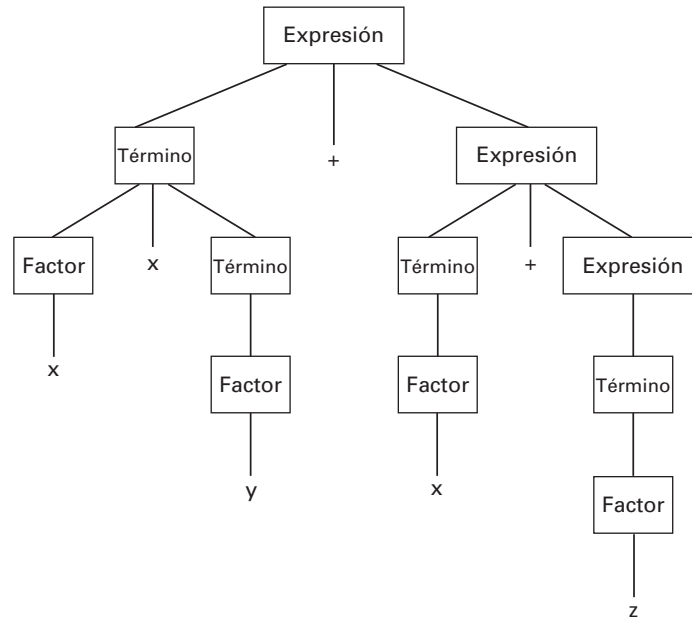 Expresión
Término + Expresión
Factor x Término Término + Expresión
x Factor Factor Término
y x Factor
z